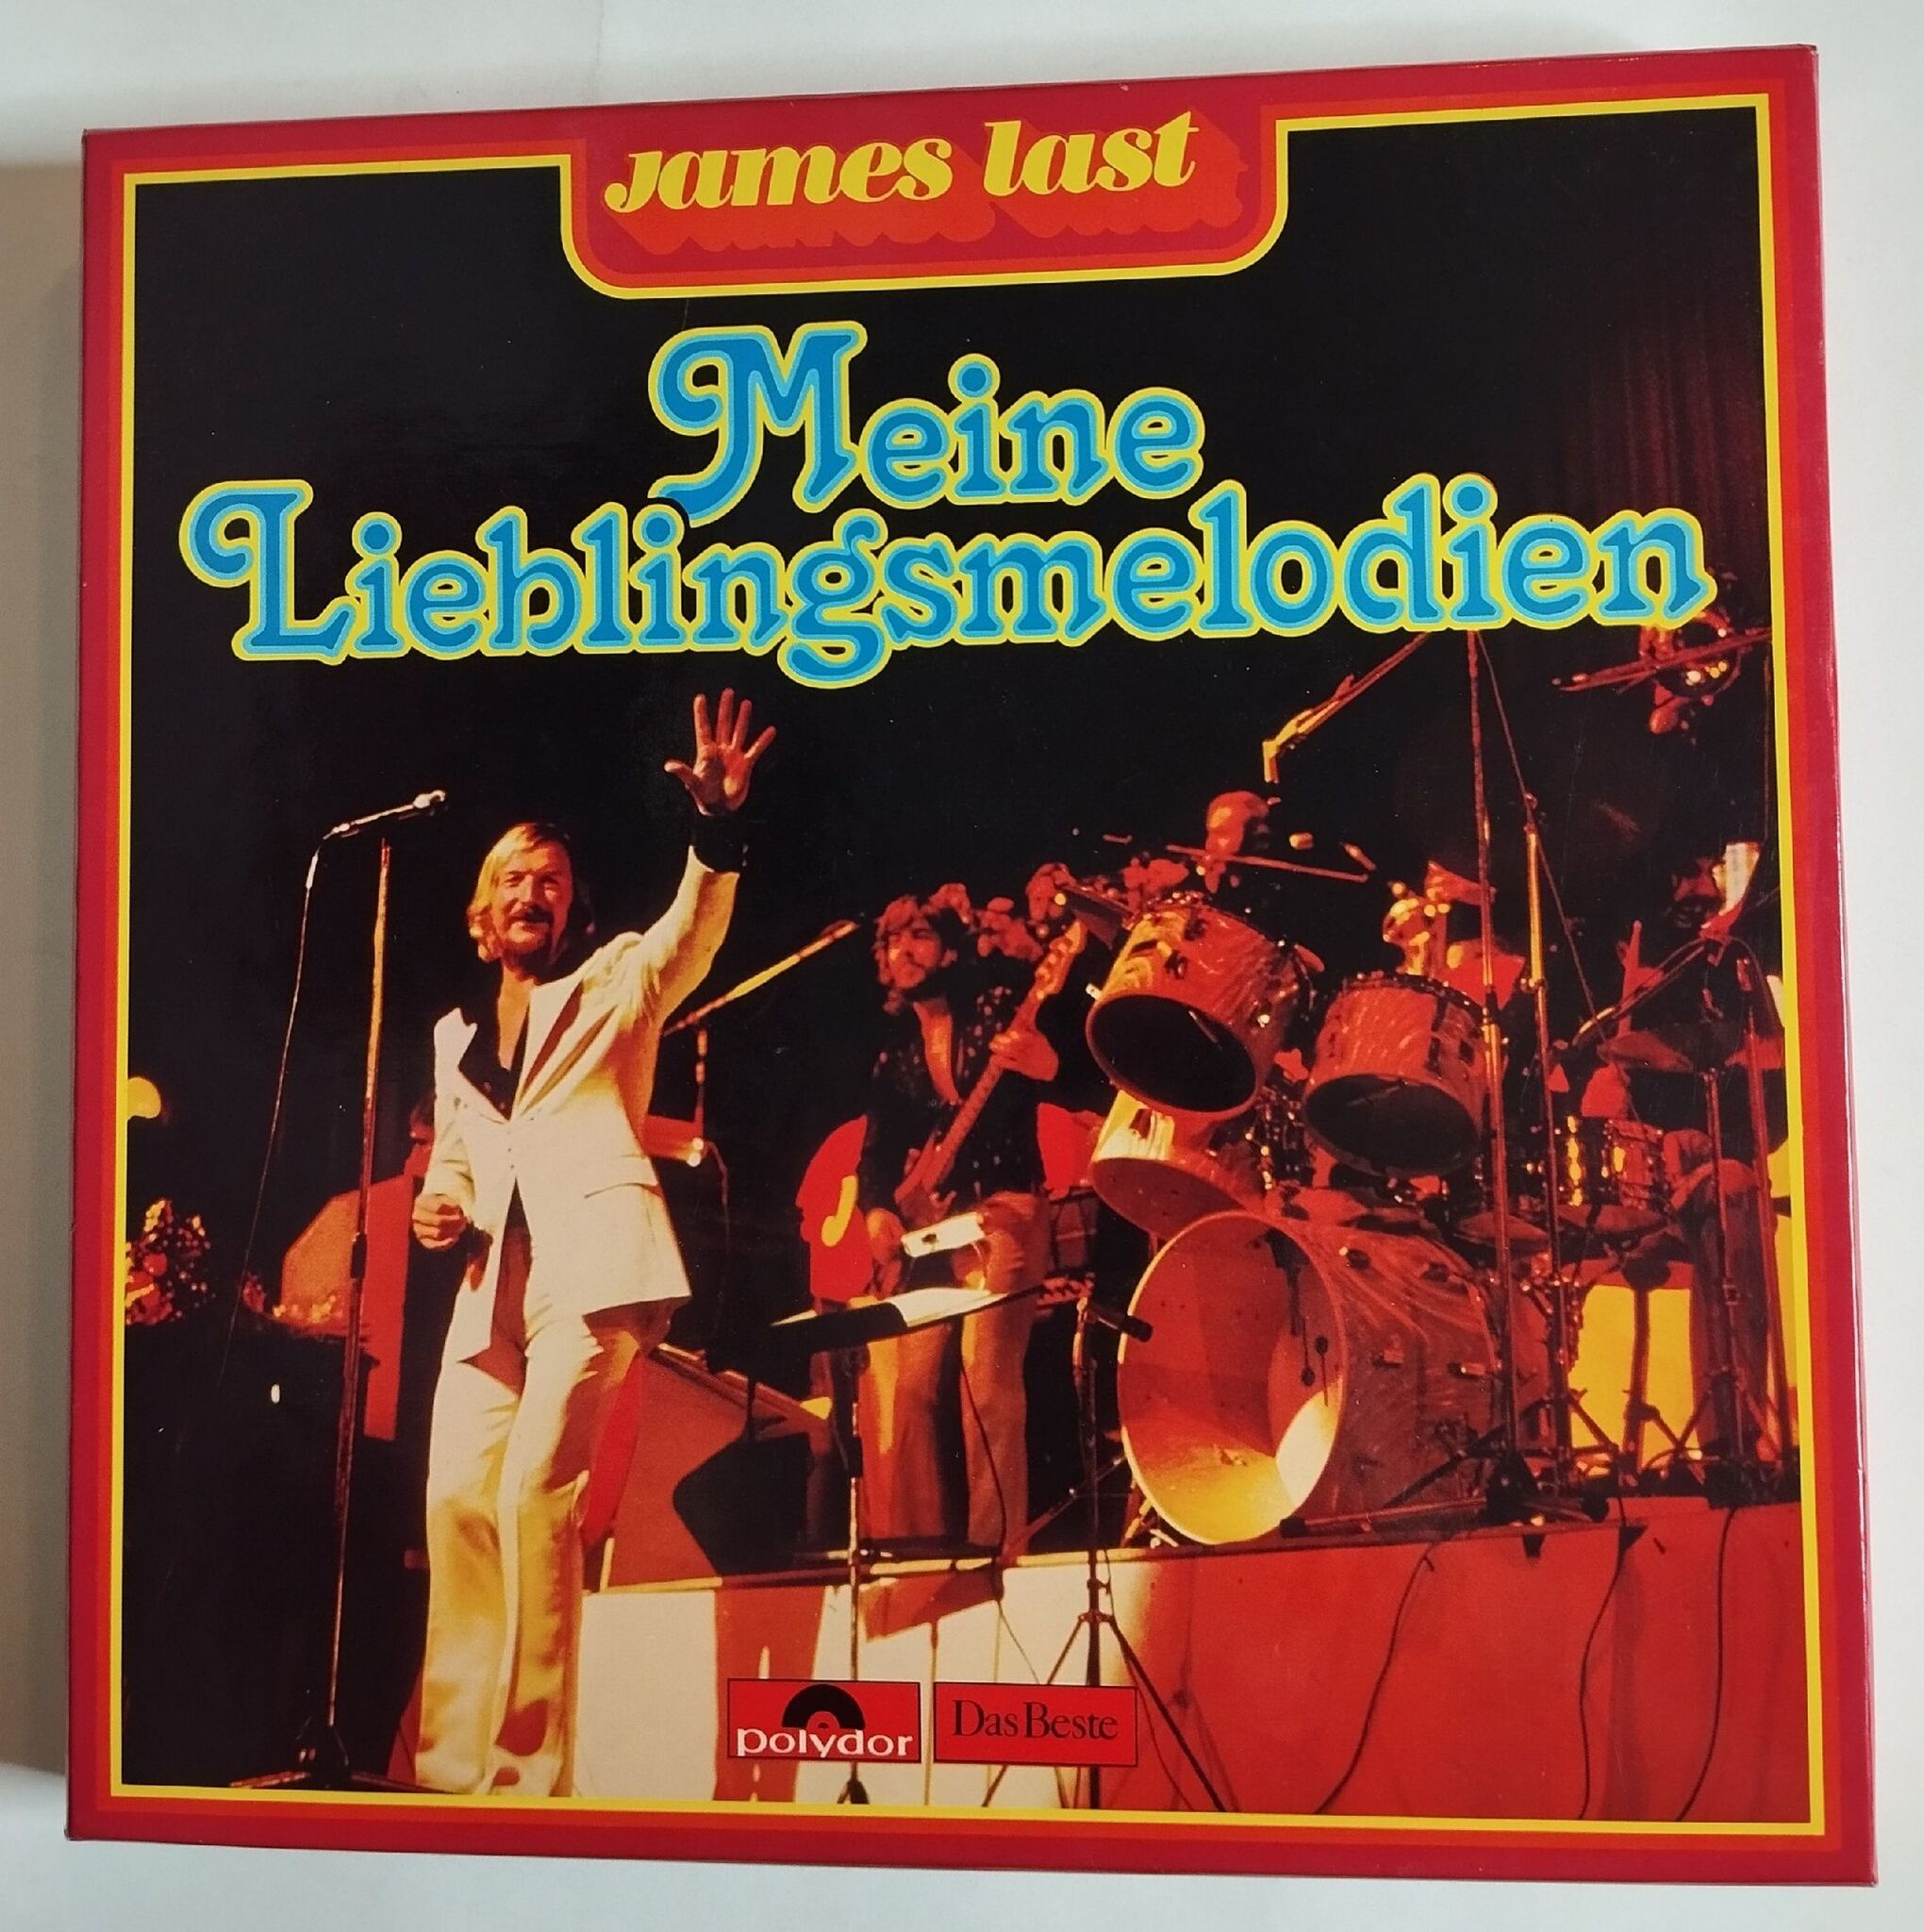 james last
Meine
Lieblingsmelodien
polydor
Das Beste